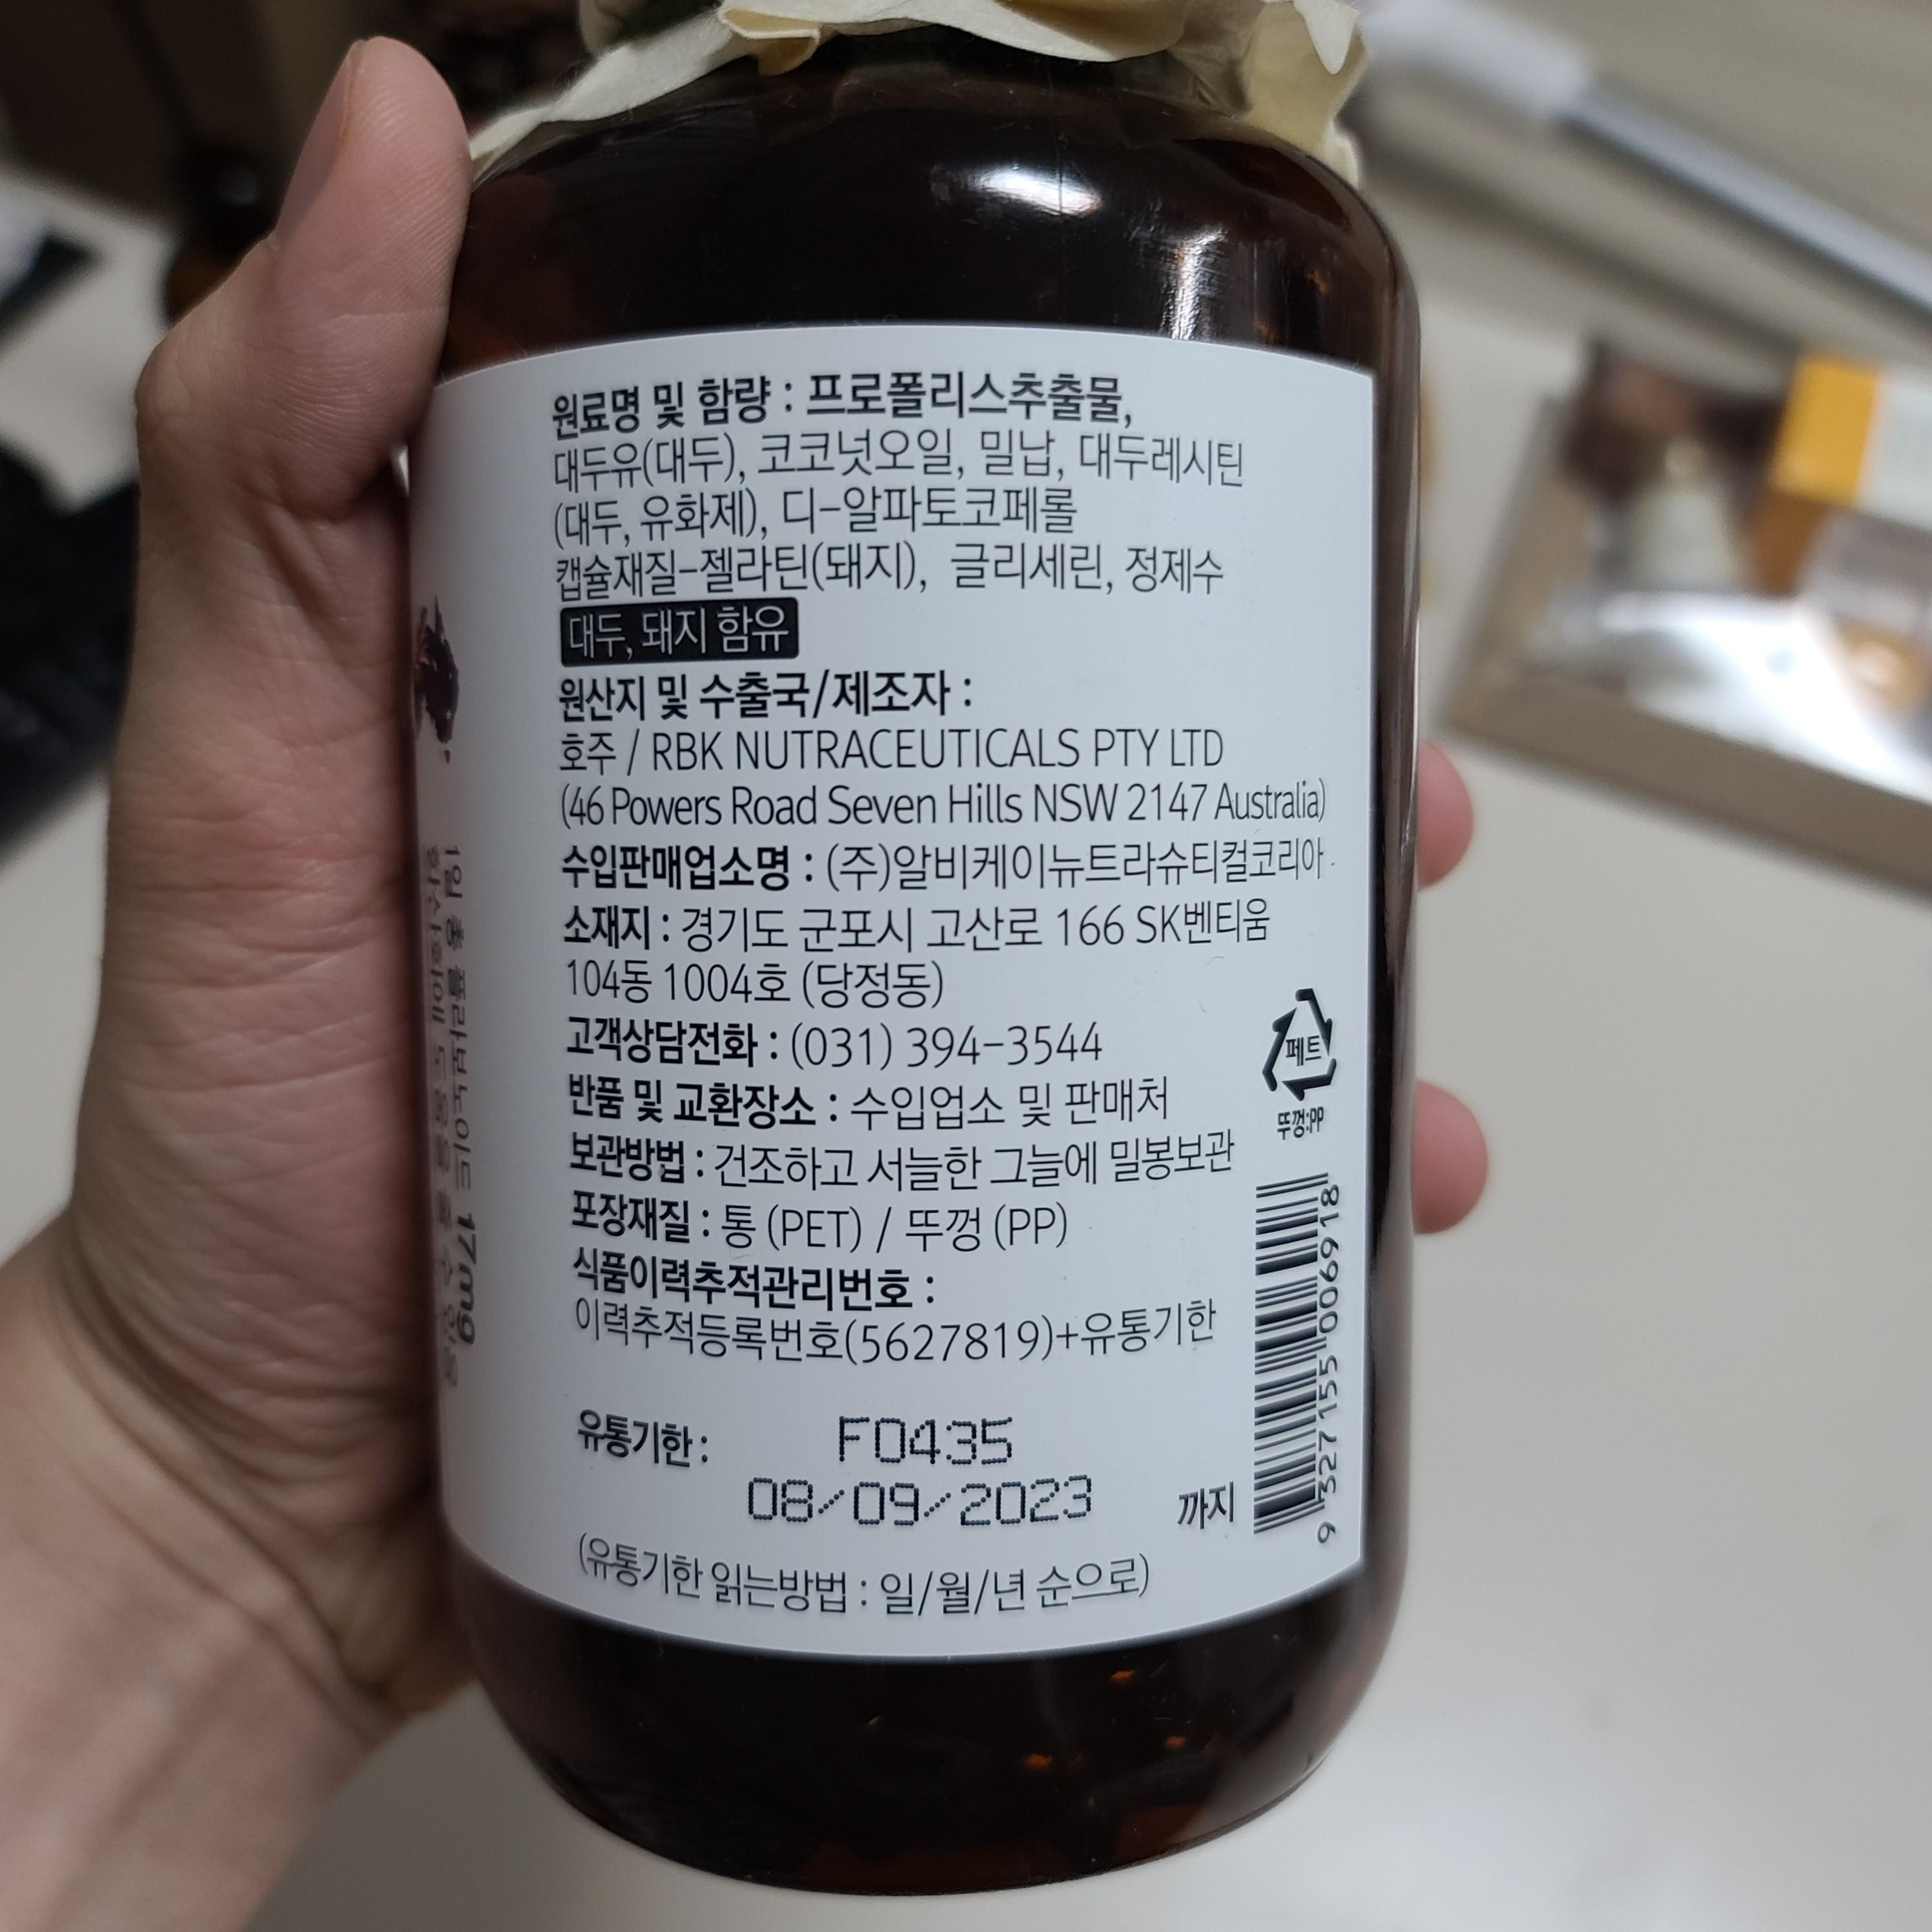 원료명 및 함량 : 프로폴리스추출물,
대두유(대두), 코코넛오일, 밀납, 대두레시틴
(대두, 유화제), 디-알파토코페롤
캡슐재질-젤라틴(돼지), 글리세린, 정제수
대두, 돼지 함유
원산지 및 수출국/제조자 :
호주 / RBK NUTRACEUTICALS PTY LTD
(46 Powers Road Seven Hills NSW 2147 Australia)
수입판매업소명 : (주)알비케이뉴트라슈티컬코리아
소재지 : 경기도 군포시 고산로 166 SK벤티움
104동 1004호 (당정동)
고객상담전화 : (031) 394-3544
반품 및 교환장소 : 수입업소 및 판매처
보관방법 : 건조하고 서늘한 그늘에 밀봉보관
포장재질 : 통 (PET) / 뚜껑 (PP)
식품이력추적관리번호 :
이력추적등록번호(5627819)+유통기한
유통기한 : F0435
08/09/2023 까지
(유통기한 읽는방법 : 일/월/년 순으로)
페트
뚜껑:PP
9 327155 006918
1일 총 플라보노이드 17mg